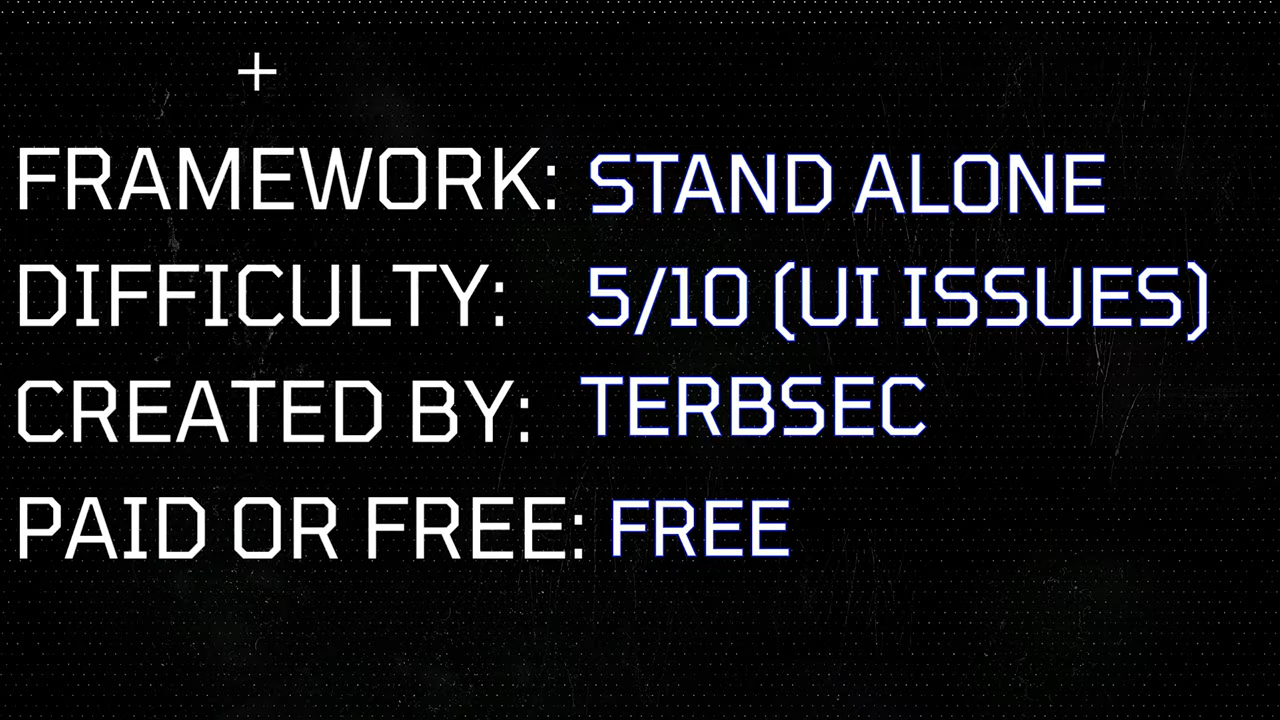 FRAMEWORK: STAND ALONE
DIFFICULTY: 5/10 (UI ISSUES)
CREATED BY: TERBSEC
PAID OR FREE: FREE